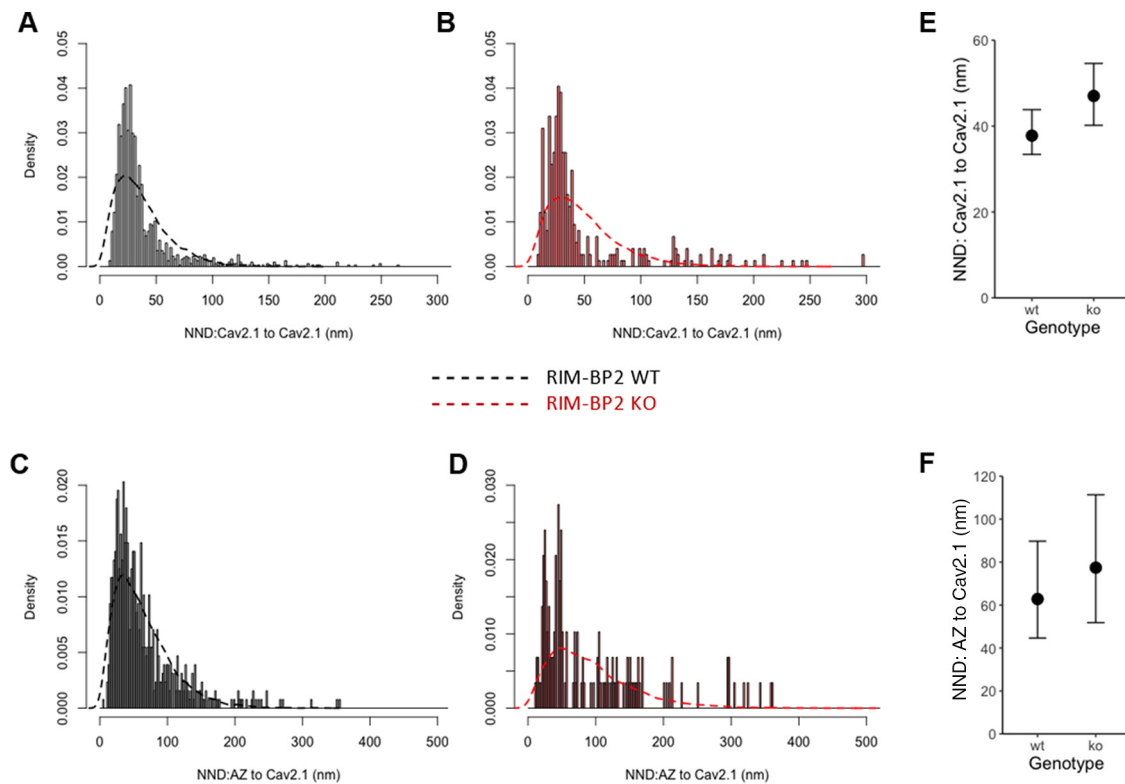 A
0.00 0.01 0.02 0.03 0.04 0.05
Density
0 50 100 150 200 250 300
NND:Cav2.1 to Cav2.1 (nm)
B
0.00 0.01 0.02 0.03 0.04 0.05
0 50 100 150 200 250 300
NND:Cav2.1 to Cav2.1 (nm)
E
60
40
20
0
NND: Cav2.1 to Cav2.1 (nm)
wt ko
Genotype
RIM-BP2 WT
RIM-BP2 KO
C
0.000 0.005 0.010 0.015 0.020
Density
0 100 200 300 400 500
NND:AZ to Cav2.1 (nm)
D
0.000 0.010 0.020 0.030
Density
0 100 200 300 400 500
NND:AZ to Cav2.1 (nm)
F
120
100
80
60
40
20
0
NND: AZ to Cav2.1 (nm)
wt ko
Genotype